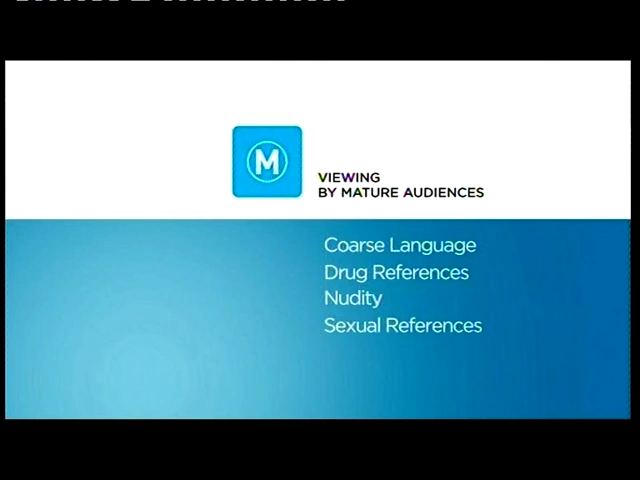 M
VIEWING
BY MATURE AUDIENCES
Coarse Language
Drug References
Nudity
Sexual References